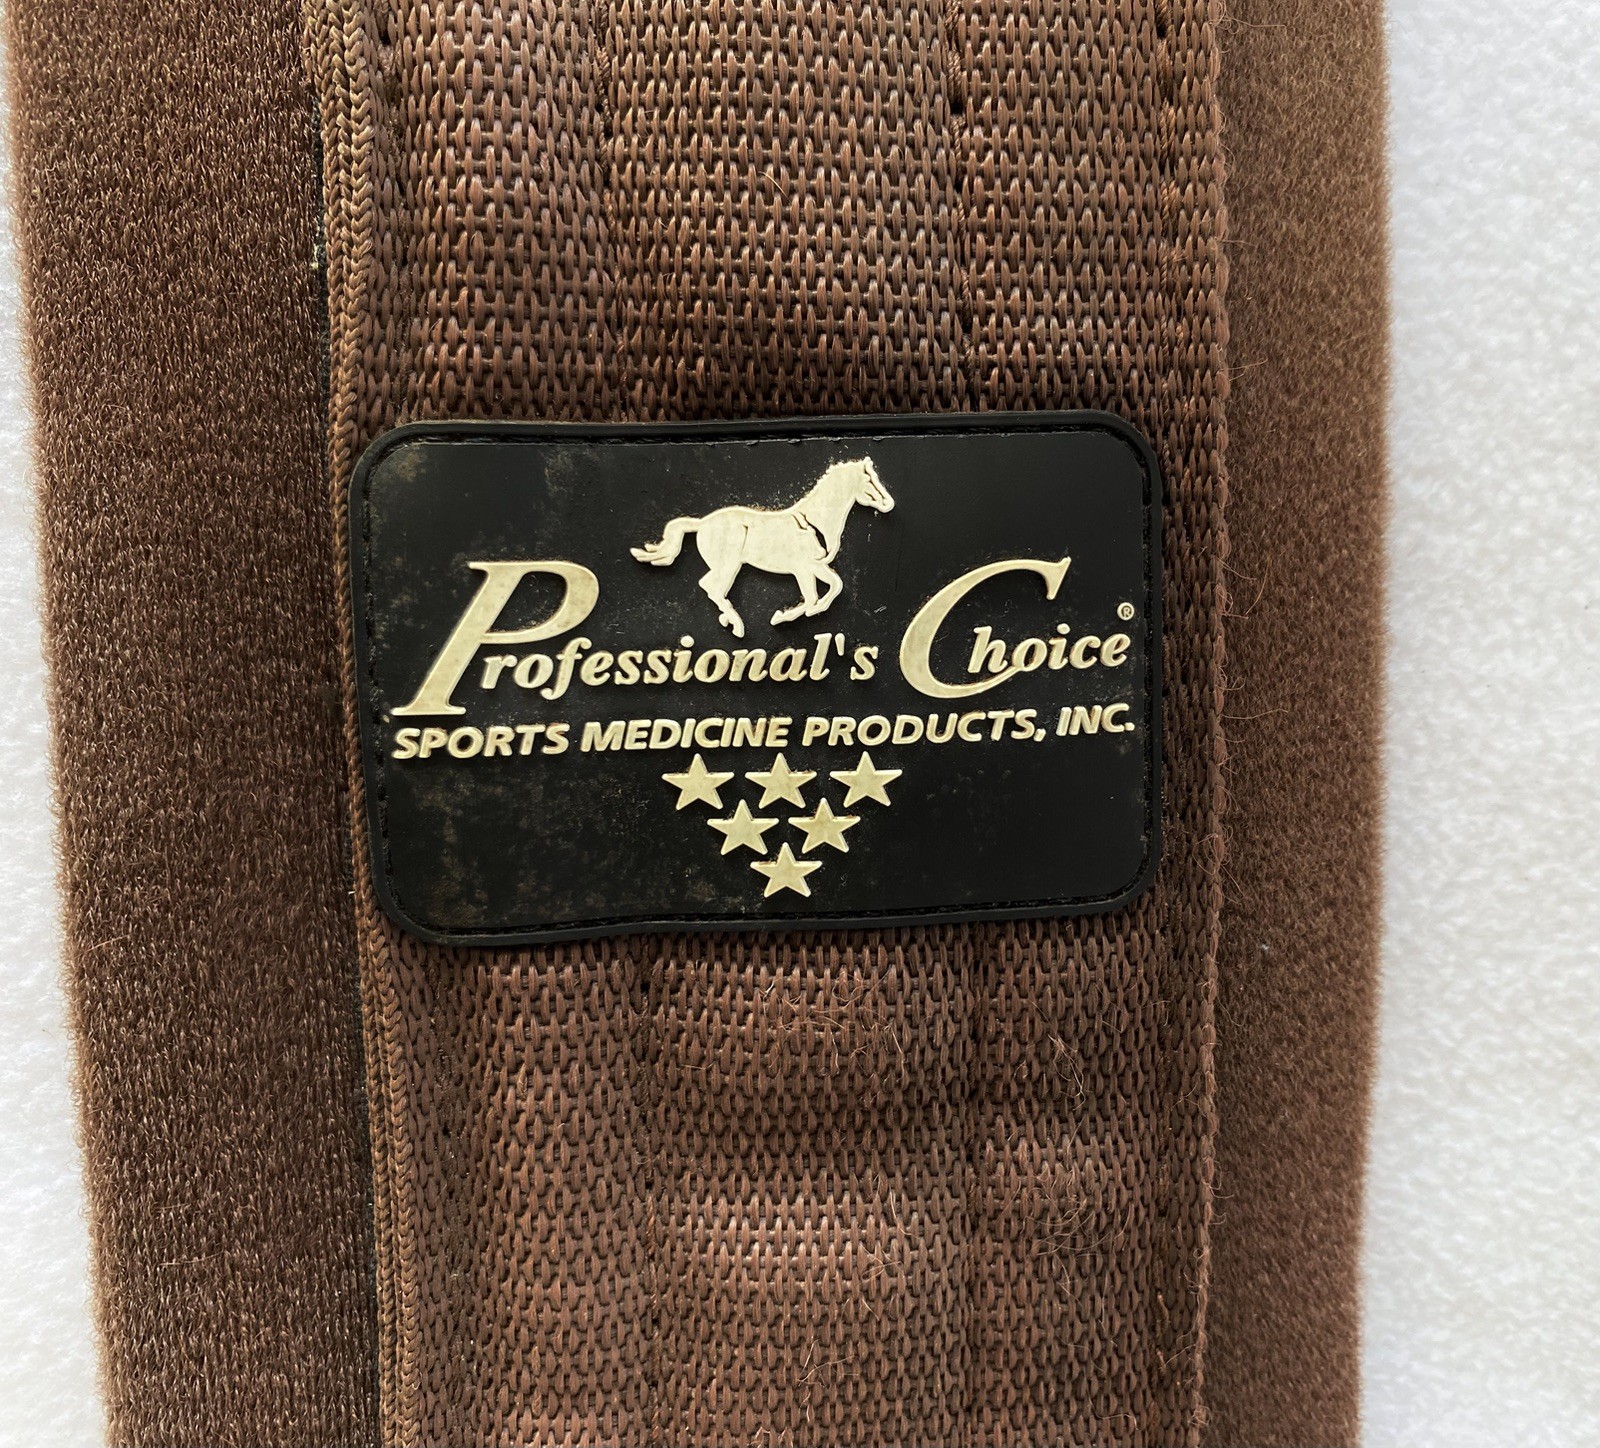 Professional's Choice®
SPORTS MEDICINE PRODUCTS, INC.